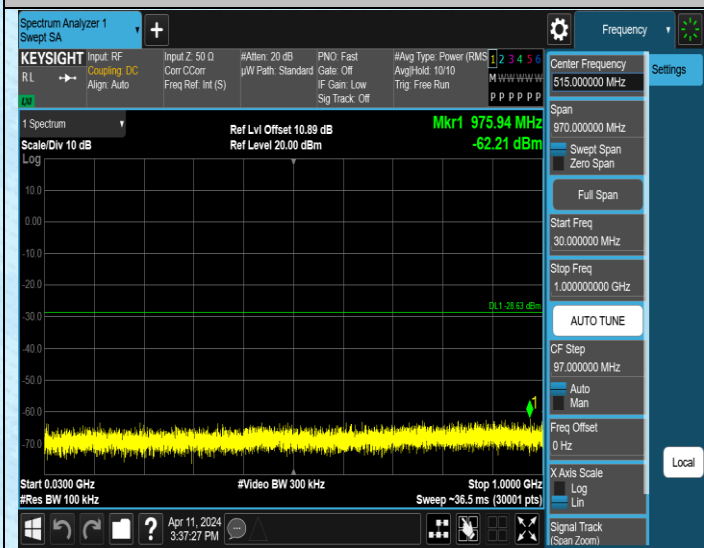 Spectrum Analyzer 1
Swept SA
+
Frequency
KEYSIGHT
RL
LXI
Input: RF
Coupling: DC
Align: Auto
Input Z: 50 Ω
Corr CCorr
Freq Ref: Int (S)
#Atten: 20 dB
µW Path: Standard
PNO: Fast
Gate: Off
IF Gain: Low
Sig Track: Off
#Avg Type: Power (RMS
Avg|Hold: 10/10
Trig: Free Run
1 2 3 4 5 6
M W W W W W
P P P P P P
Center Frequency
515.000000 MHz
Settings
Span
970.000000 MHz
Swept Span
Zero Span
Full Span
Start Freq
30.000000 MHz
Stop Freq
1.000000000 GHz
AUTO TUNE
CF Step
97.000000 MHz
Auto
Man
Freq Offset
0 Hz
X Axis Scale
Log
Lin
Signal Track
(Span Zoom)
Local
1 Spectrum
Scale/Div 10 dB
Ref Lvl Offset 10.89 dB
Ref Level 20.00 dBm
Mkr1 975.94 MHz
-62.21 dBm
Log
10.0
0.00
-10.0
-20.0
-30.0
-40.0
-50.0
-60.0
-70.0
DL1 -28.63 dBm
1
Start 0.0300 GHz
#Video BW 300 kHz
Stop 1.0000 GHz
#Res BW 100 kHz
Sweep ~36.5 ms (30001 pts)
?
Apr 11, 2024
3:37:27 PM